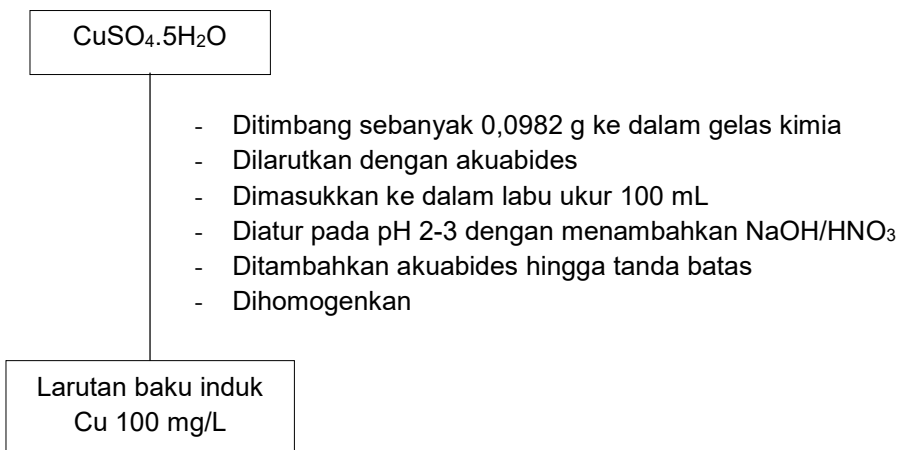 CuSO₄.5H₂O
- Ditimbang sebanyak 0,0982 g ke dalam gelas kimia
- Dilarutkan dengan akuabides
- Dimasukkan ke dalam labu ukur 100 mL
- Diatur pada pH 2-3 dengan menambahkan NaOH/HNO₃
- Ditambahkan akuabides hingga tanda batas
- Dihomogenkan
Larutan baku induk
Cu 100 mg/L